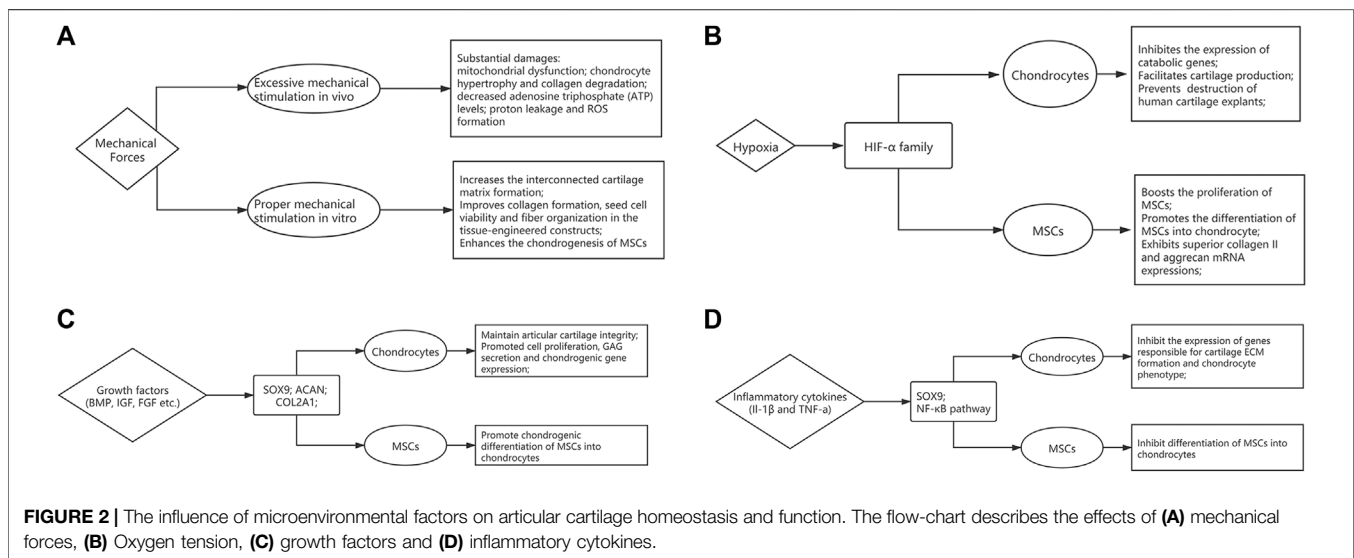 A
Mechanical
Forces
Excessive mechanical
stimulation in vivo
Substantial damages:
mitochondrial dysfunction; chondrocyte
hypertrophy and collagen degradation;
decreased adenosine triphosphate (ATP)
levels; proton leakage and ROS
formation
Proper mechanical
stimulation in vitro
Increases the interconnected cartilage
matrix formation;
Improves collagen formation, seed cell
viability and fiber organization in the
tissue-engineered constructs;
Enhances the chondrogenesis of MSCs
B
Hypoxia
HIF-α family
Chondrocytes
Inhibites the expression of
catabolic genes;
Facilitates cartilage production;
Prevents destruction of
human cartilage explants;
MSCs
Boosts the proliferation of
MSCs;
Promotes the differentiation of
MSCs into chondrocyte;
Exhibits superior collagen II
and aggrecan mRNA
expressions;
C
Growth factors
(BMP, IGF, FGF etc.)
SOX9; ACAN;
COL2A1;
Chondrocytes
Maintain articular cartilage integrity;
Promoted cell proliferation, GAG
secretion and chondrogenic gene
expression;
MSCs
Promote chondrogenic
differentiation of MSCs into
chondrocytes
D
Inflammatory cytokines
(Il-1β and TNF-a)
SOX9;
NF-κB pathway
Chondrocytes
Inhibit the expression of genes
responsible for cartilage ECM
formation and chondrocyte
phenotype;
MSCs
Inhibit differentiation of MSCs into
chondrocytes
FIGURE 2 | The influence of microenvironmental factors on articular cartilage homeostasis and function. The flow-chart describes the effects of (A) mechanical
forces, (B) Oxygen tension, (C) growth factors and (D) inflammatory cytokines.